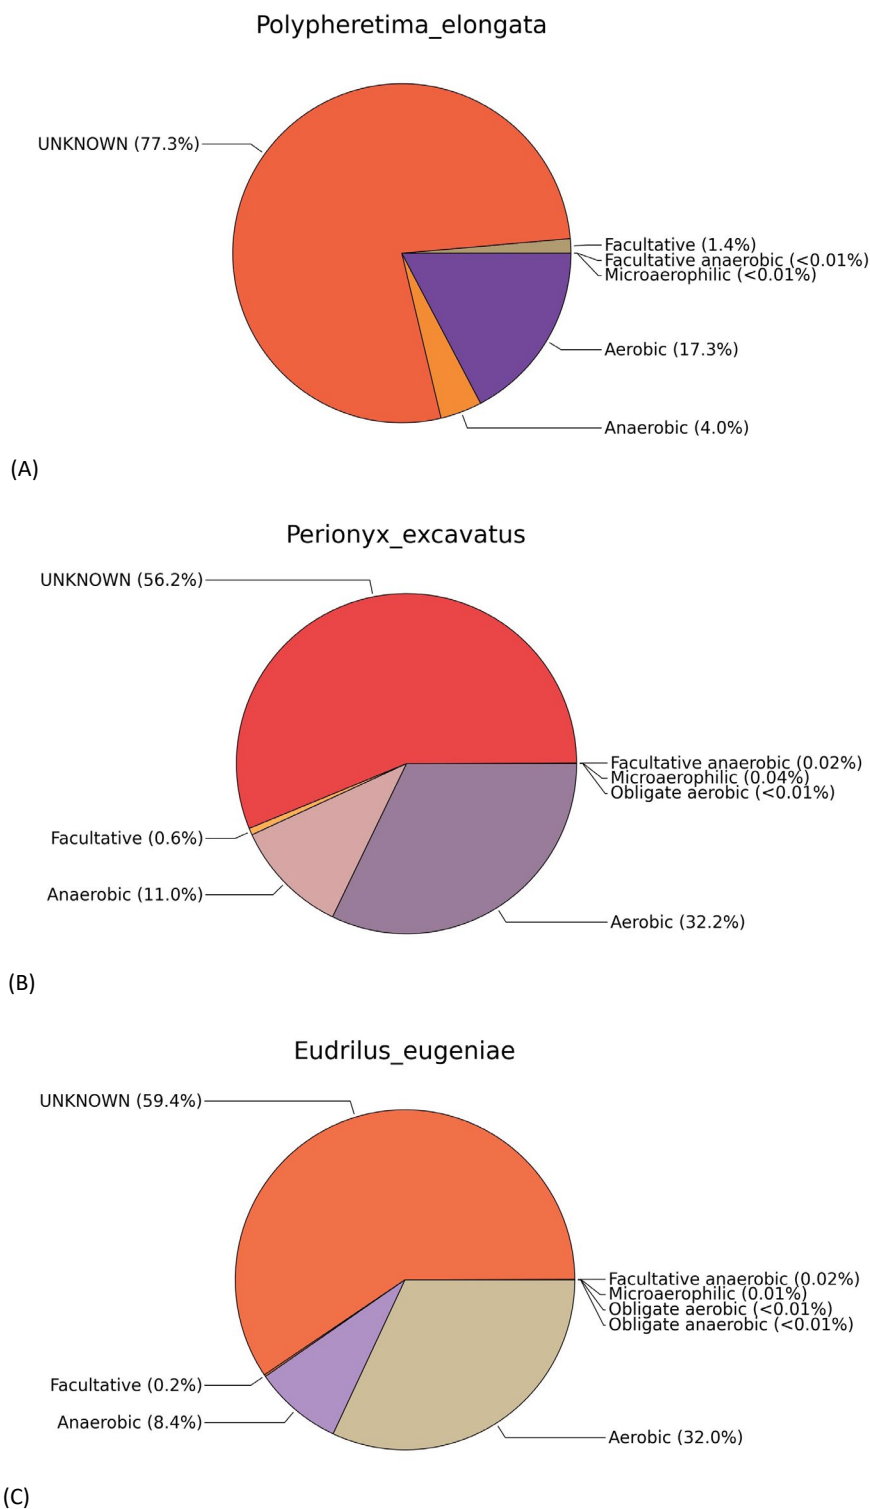 Polypheretima_elongata
UNKNOWN (77.3%)
Facultative (1.4%)
Facultative anaerobic (<0.01%)
Microaerophilic (<0.01%)
Aerobic (17.3%)
Anaerobic (4.0%)
(A)
Perionyx_excavatus
UNKNOWN (56.2%)
Facultative anaerobic (0.02%)
Microaerophilic (0.04%)
Obligate aerobic (<0.01%)
Facultative (0.6%)
Anaerobic (11.0%)
Aerobic (32.2%)
(B)
Eudrilus_eugeniae
UNKNOWN (59.4%)
Facultative anaerobic (0.02%)
Microaerophilic (0.01%)
Obligate aerobic (<0.01%)
Obligate anaerobic (<0.01%)
Facultative (0.2%)
Anaerobic (8.4%)
Aerobic (32.0%)
(C)